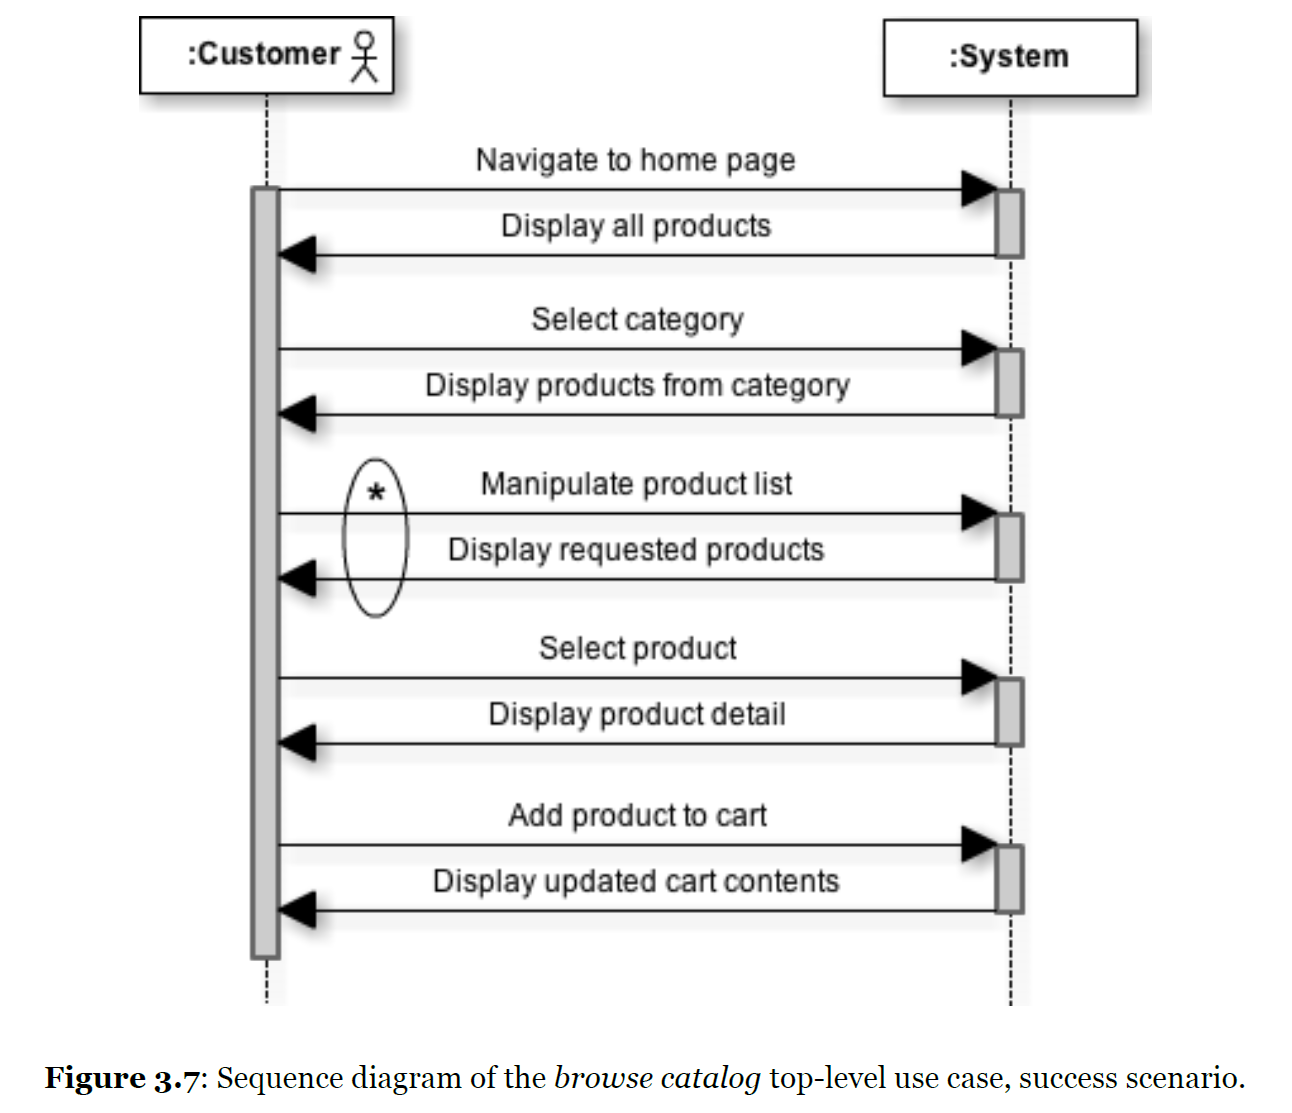 :Customer
:System
Navigate to home page
Display all products
Select category
Display products from category
*
Manipulate product list
Display requested products
Select product
Display product detail
Add product to cart
Display updated cart contents
Figure 3.7: Sequence diagram of the browse catalog top-level use case, success scenario.